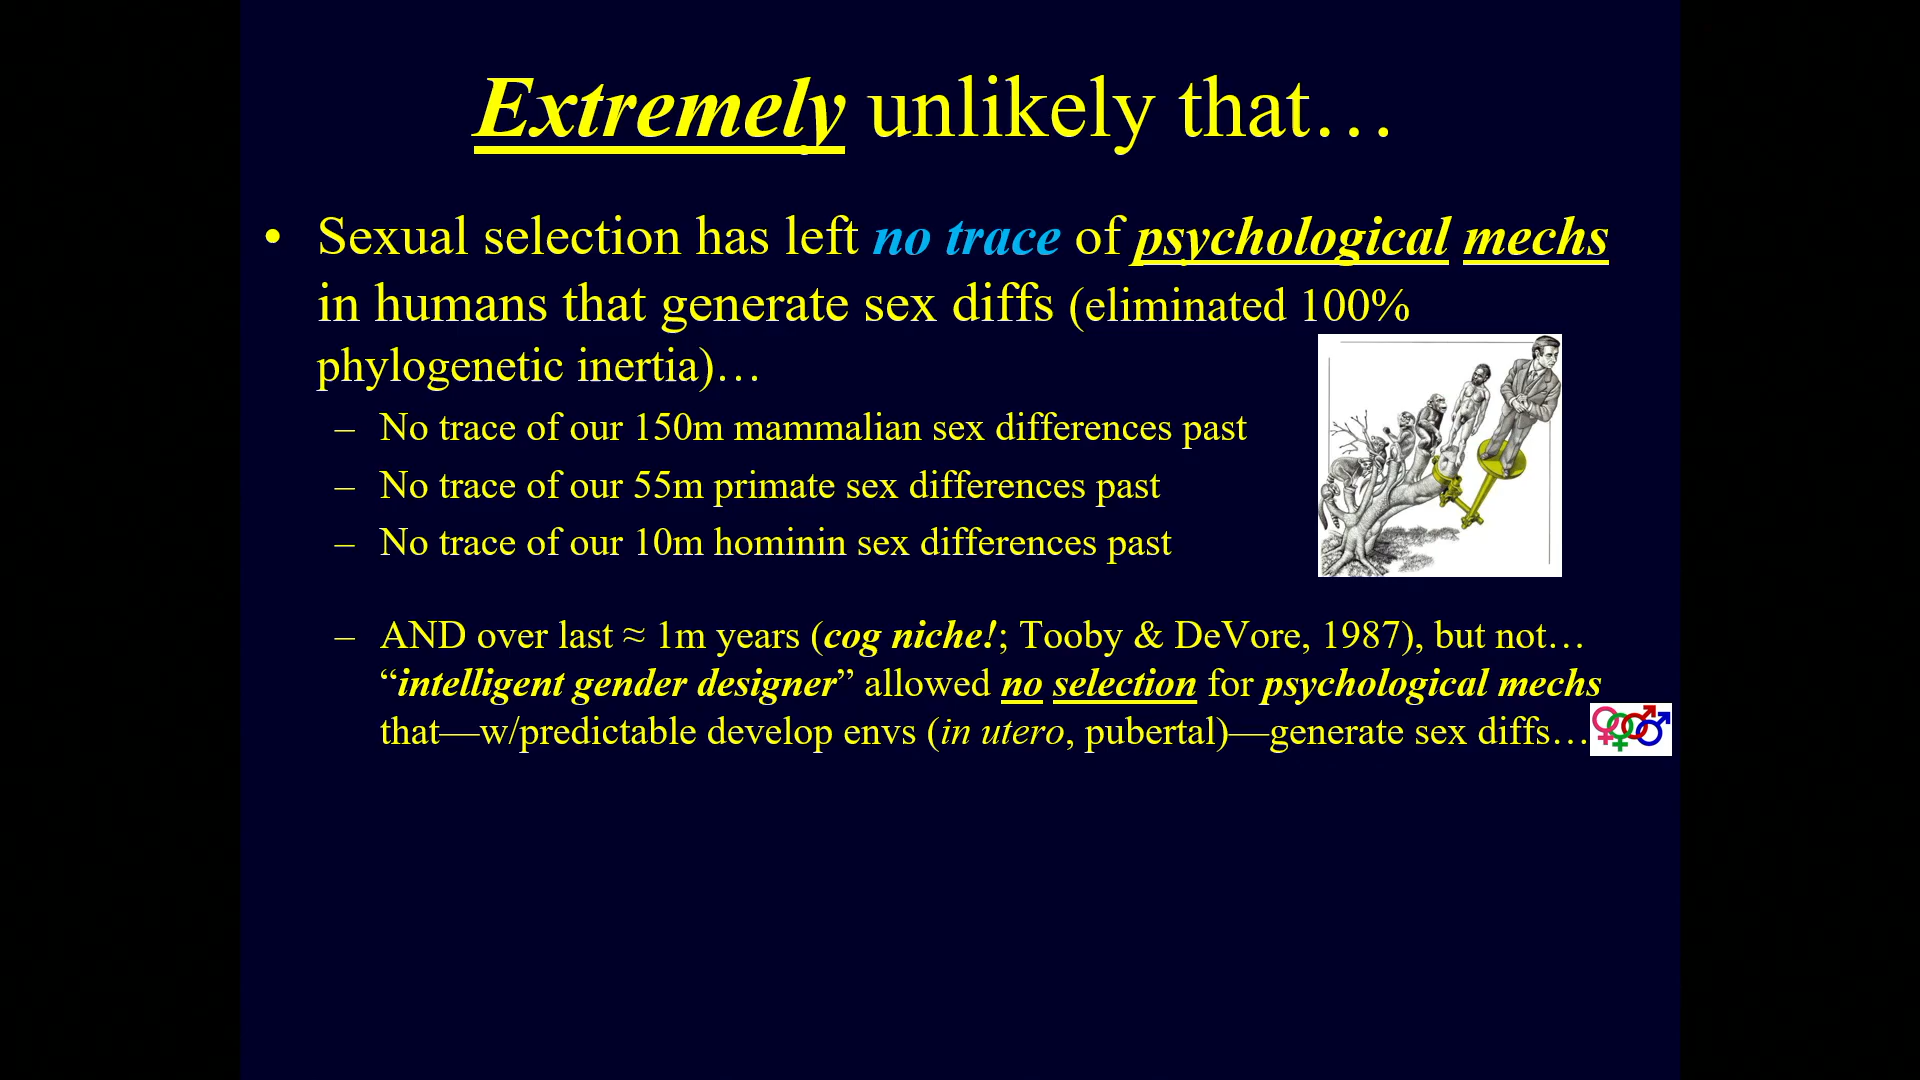 Extremely unlikely that…
• Sexual selection has left no trace of psychological mechs
in humans that generate sex diffs (eliminated 100%
phylogenetic inertia)…
– No trace of our 150m mammalian sex differences past
– No trace of our 55m primate sex differences past
– No trace of our 10m hominin sex differences past
– AND over last ≈ 1m years (cog niche!; Tooby & DeVore, 1987), but not…
“intelligent gender designer” allowed no selection for psychological mechs
that—w/predictable develop envs (in utero, pubertal)—generate sex diffs…